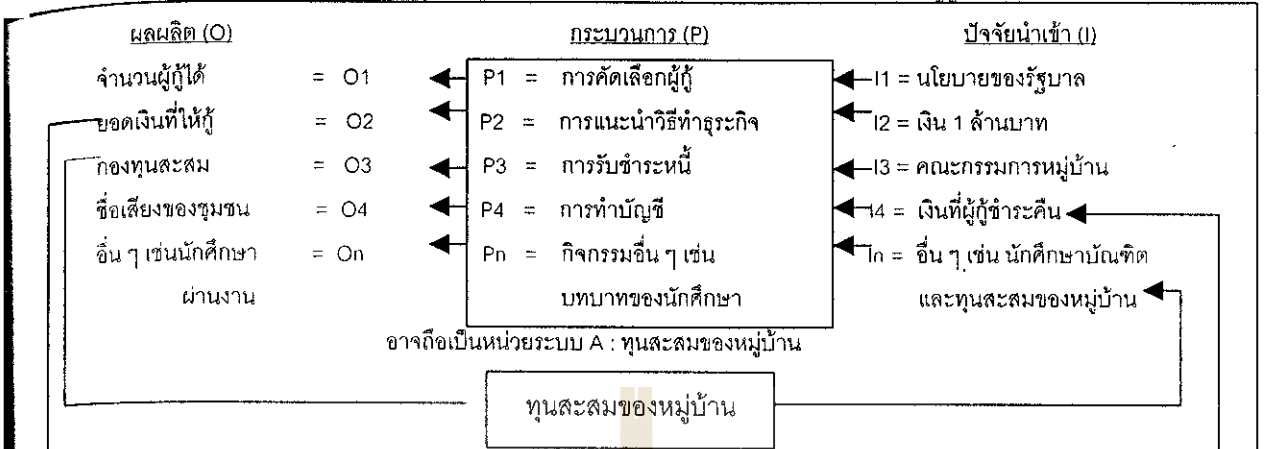 ผลผลิต (O) กระบวนการ (P) ปัจจัยนำเข้า (I)
จำนวนผู้กู้ได้ = O1 P1 = การคัดเลือกผู้กู้ I1 = นโยบายของรัฐบาล
ยอดเงินที่ให้กู้ = O2 P2 = การแนะนำวิธีทำธุระกิจ I2 = เงิน 1 ล้านบาท
กองทุนสะสม = O3 P3 = การรับชำระหนี้ I3 = คณะกรรมการหมู่บ้าน
ชื่อเสียงของชุมชน = O4 P4 = การทำบัญชี I4 = เงินที่ผู้กู้ชำระคืน
อื่น ๆ เช่นนักศึกษา = On Pn = กิจกรรมอื่น ๆ เช่น In = อื่น ๆ เช่น นักศึกษาบัณฑิต
ผ่านงาน บทบาทของนักศึกษา และทุนสะสมของหมู่บ้าน
อาจถือเป็นหน่วยระบบ A : ทุนสะสมของหมู่บ้าน
ทุนสะสมของหมู่บ้าน